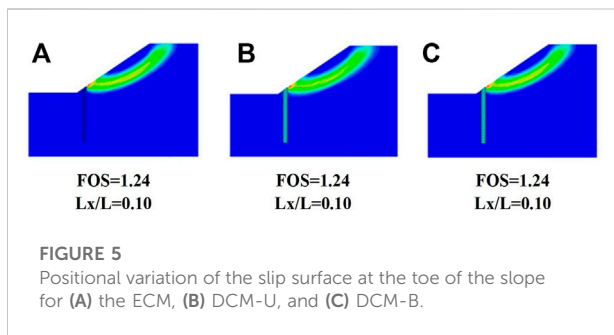 A
B
C
FOS=1.24
Lx/L=0.10
FOS=1.24
Lx/L=0.10
FOS=1.24
Lx/L=0.10
FIGURE 5
Positional variation of the slip surface at the toe of the slope
for (A) the ECM, (B) DCM-U, and (C) DCM-B.